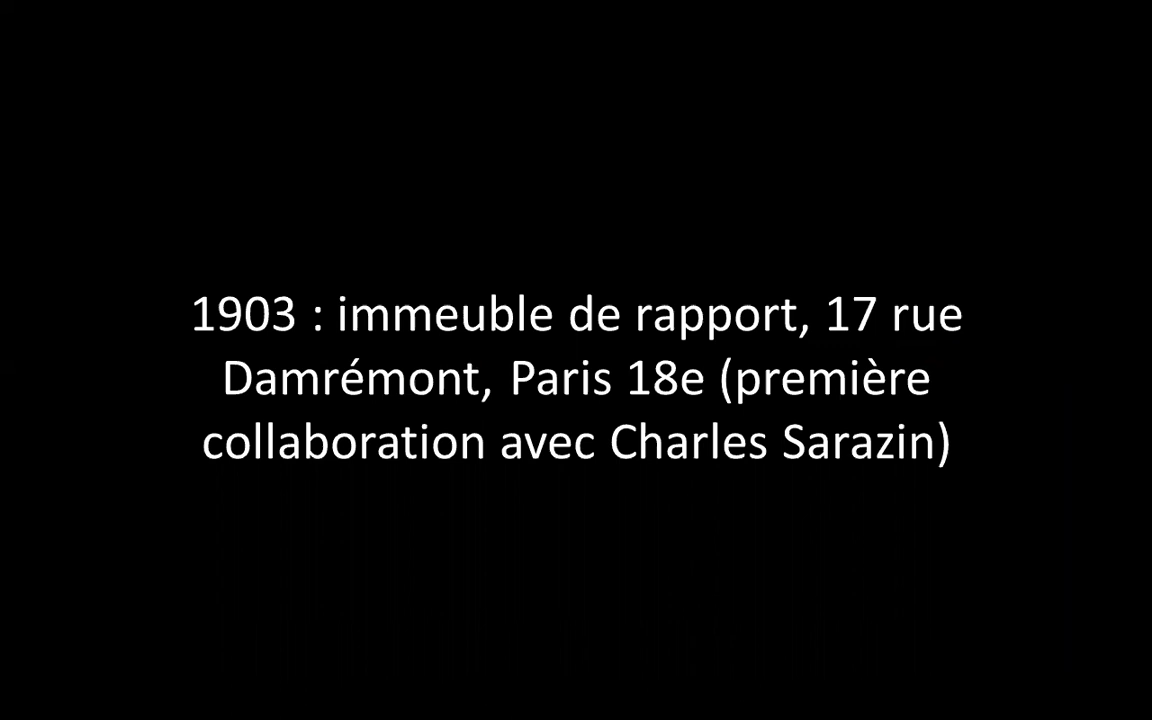 1903 : immeuble de rapport, 17 rue
Damrémont, Paris 18e (première
collaboration avec Charles Sarazin)